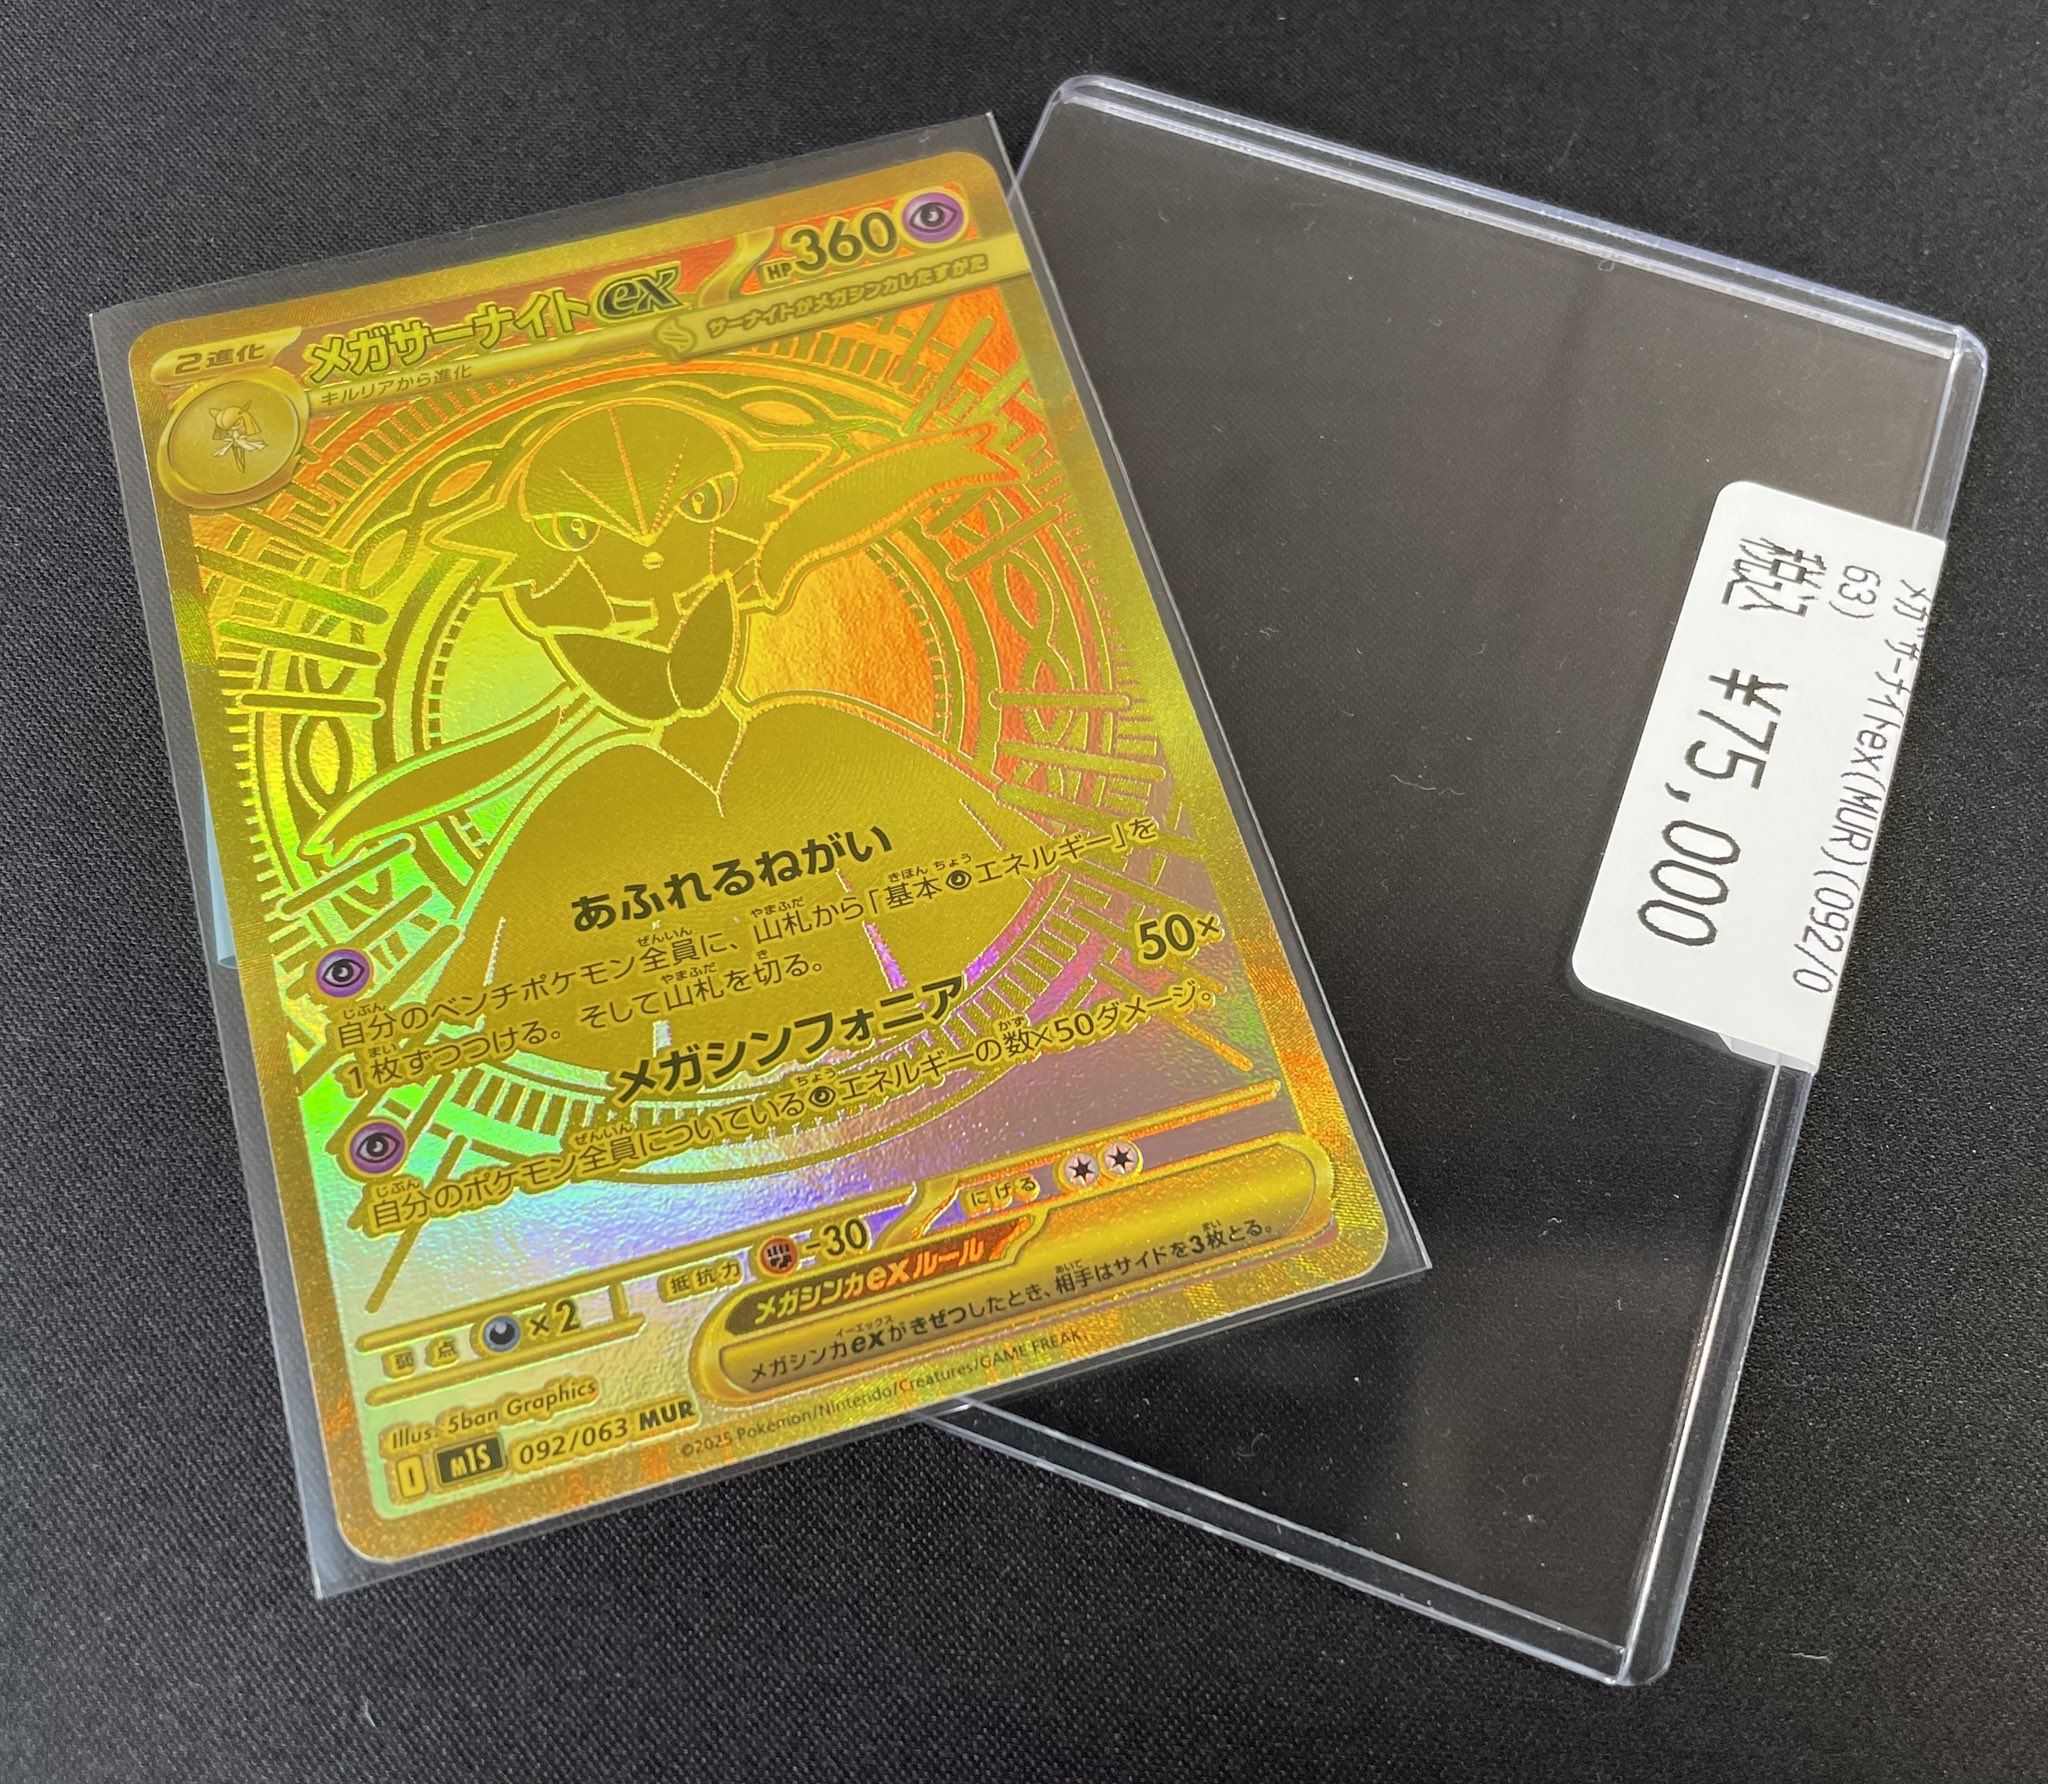 2進化
メガサーナイトex
HP360
キルリアから進化
サーナイトがメガシンカしたすがた
あふれるねがい
自分のベンチポケモン全員に、山札から「基本超エネルギー」を
1枚ずつつける。そして山札を切る。
メガシンフォニア 50×
自分のポケモン全員についている超エネルギーの数×50ダメージ。
弱点 ×2
抵抗力 -30
にげる
メガシンカexルール
メガシンカexがきぜつしたとき、相手はサイドを3枚とる。
Illus. 5ban Graphics
I M1S 092/063 MUR
©2025 Pokémon/Nintendo/Creatures/GAME FREAK.
メガサーナイトex(MUR)(092/0
63)
税込 ¥75,000